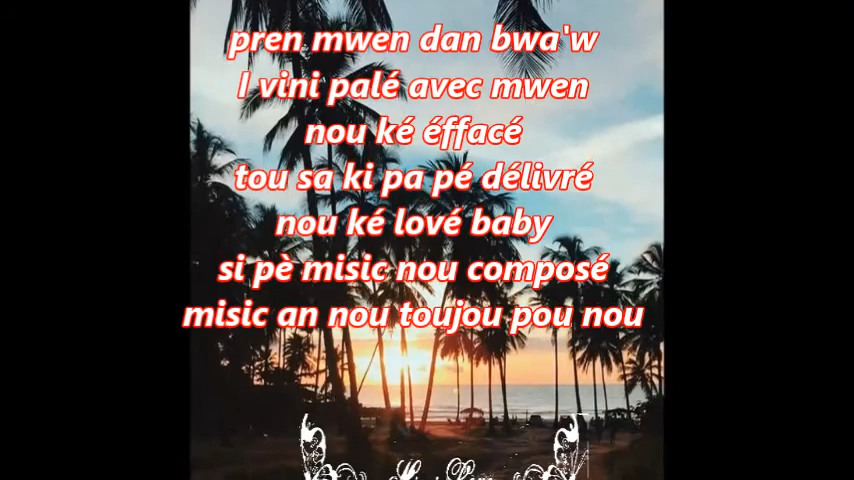 pren mwen dan bwa'w
I vini palé avec mwen
nou ké éffacé
tou sa ki pa pé délivré
nou ké lové baby
si pè misic nou composé
misic an nou toujou pou nou